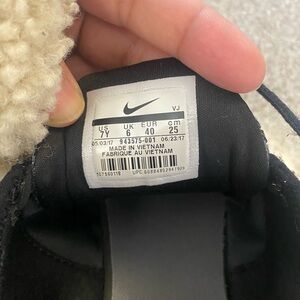 VJ
US UK EUR cm
7Y 6 40 25
05/03/17 943575-001 06/23/17
MADE IN VIETNAM
FABRIQUE AU VIETNAM